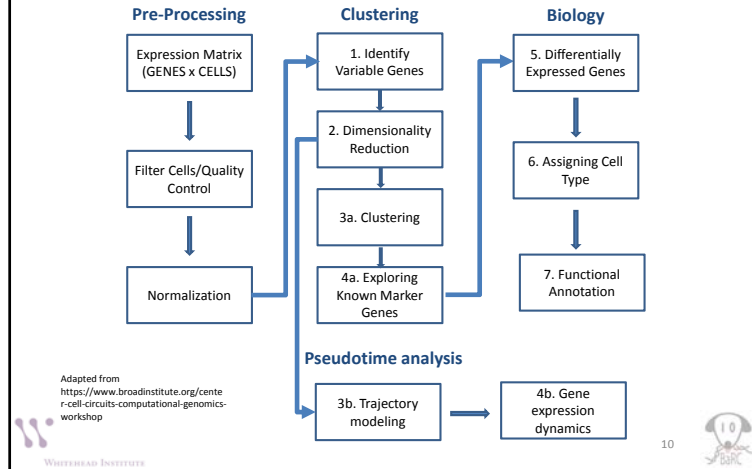 Pre-Processing
Expression Matrix
(GENES x CELLS)
Filter Cells/Quality
Control
Normalization
Clustering
1. Identify
Variable Genes
2. Dimensionality
Reduction
3a. Clustering
4a. Exploring
Known Marker
Genes
Biology
5. Differentially
Expressed Genes
6. Assigning Cell
Type
7. Functional
Annotation
Pseudotime analysis
3b. Trajectory
modeling
4b. Gene
expression
dynamics
Adapted from
https://www.broadinstitute.org/cente
r-cell-circuits-computational-genomics-
workshop
WHITEHEAD INSTITUTE
10
BaRC